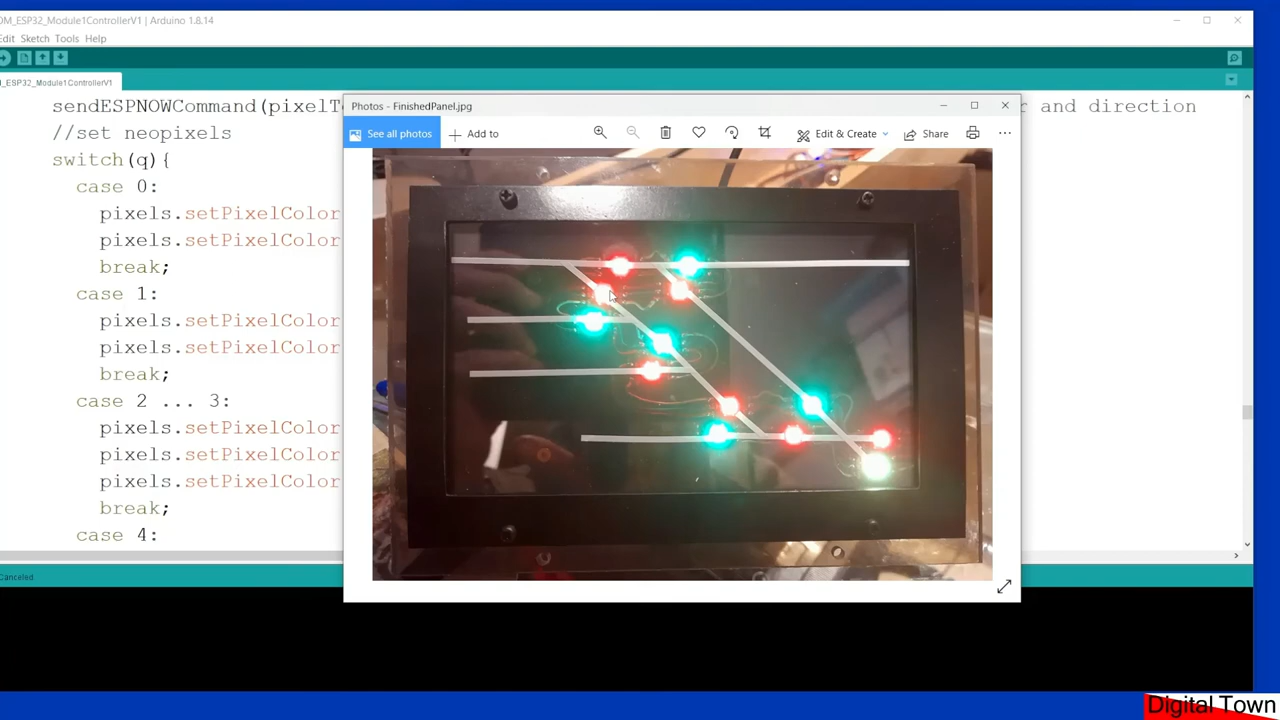 OM_ESP32_Module1ControllerV1 | Arduino 1.8.14
Edit Sketch Tools Help
_ESP32_Module1ControllerV1
sendESPNOWCommand(pixelT
r and direction
//set neopixels
switch(q){
case 0:
pixels.setPixelColor
pixels.setPixelColor
break;
case 1:
pixels.setPixelColor
pixels.setPixelColor
break;
case 2 ... 3:
pixels.setPixelColor
pixels.setPixelColor
pixels.setPixelColor
break;
case 4:
Canceled
Photos - FinishedPanel.jpg
See all photos
Add to
Edit & Create
Share
Digital Town